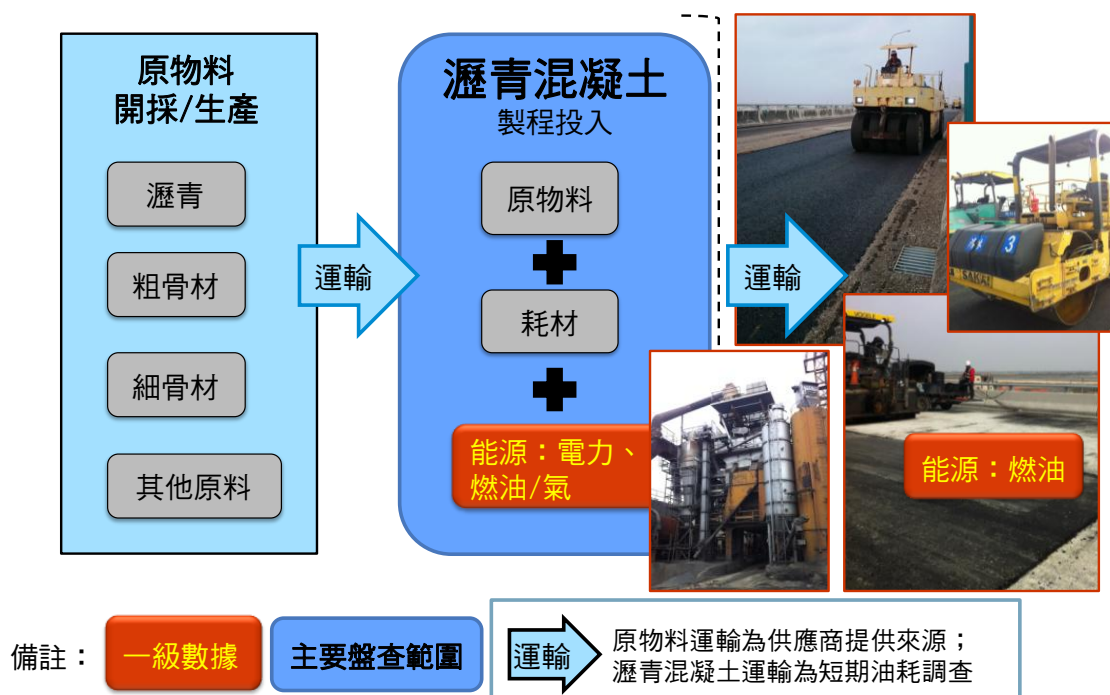 原物料
開採/生產
瀝青
粗骨材
細骨材
其他原料
運輸
瀝青混凝土
製程投入
原物料
耗材
能源：電力、
燃油/氣
運輸
3
SAKAI
能源：燃油
備註：
一級數據
主要盤查範圍
運輸
原物料運輸為供應商提供來源；
瀝青混凝土運輸為短期油耗調查